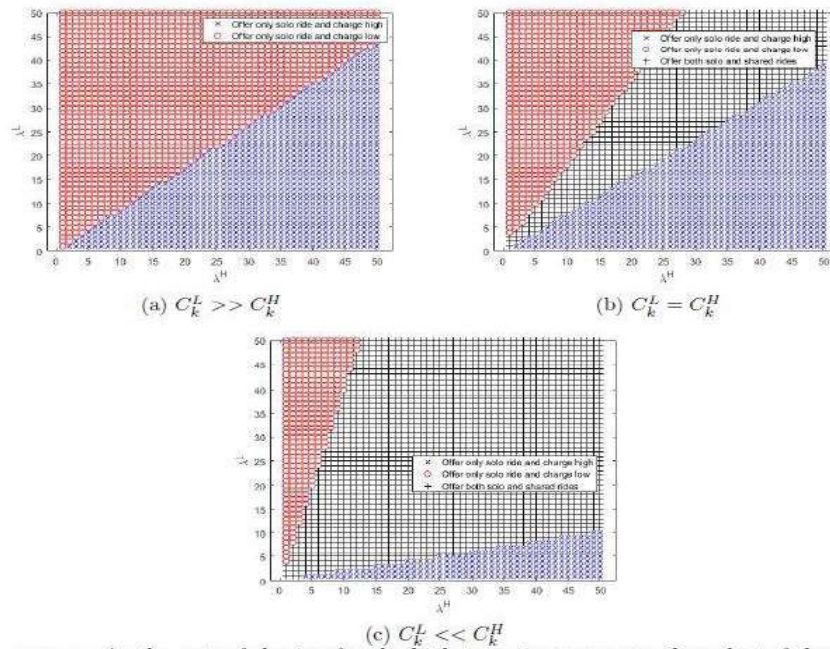 50
45
40
35
30
25
20
15
10
5
0
λ^L
× Offer only solo ride and charge high
○ Offer only solo ride and charge low
0 5 10 15 20 25 30 35 40 45 50
λ^H
(a) C_k^L >> C_k^H
50
45
40
35
30
25
20
15
10
5
0
λ^L
× Offer only solo ride and charge high
○ Offer only solo ride and charge low
+ Offer both solo and shared rides
0 5 10 15 20 25 30 35 40 45 50
λ^H
(b) C_k^L = C_k^H
50
45
40
35
30
25
20
15
10
5
0
λ^L
× Offer only solo ride and charge high
○ Offer only solo ride and charge low
+ Offer both solo and shared rides
0 5 10 15 20 25 30 35 40 45 50
λ^H
(c) C_k^L << C_k^H